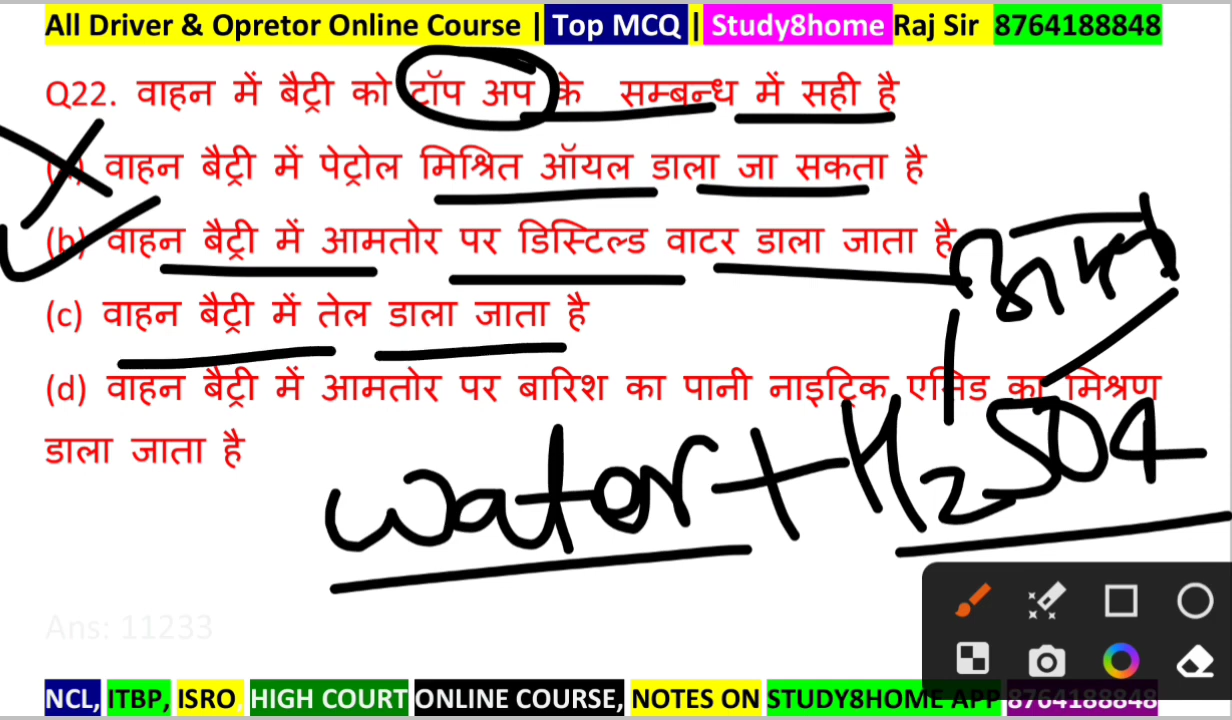 All Driver & Opretor Online Course | Top MCQ | Study8home Raj Sir 8764188848
Q22. वाहन में बैट्री को टॉप अप के सम्बन्ध में सही है
वाहन बैट्री में पेट्रोल मिश्रित ऑयल डाला जा सकता है
(b) वाहन बैट्री में आमतोर पर डिस्टिल्ड वाटर डाला जाता है
(c) वाहन बैट्री में तेल डाला जाता है
(d) वाहन बैट्री में आमतोर पर बारिश का पानी नाइट्रिक एसिड का मिश्रण
डाला जाता है
water + H2SO4
Ans: 11233
NCL, ITBP, ISRO, HIGH COURT ONLINE COURSE, NOTES ON STUDY8HOME APP 8764188848